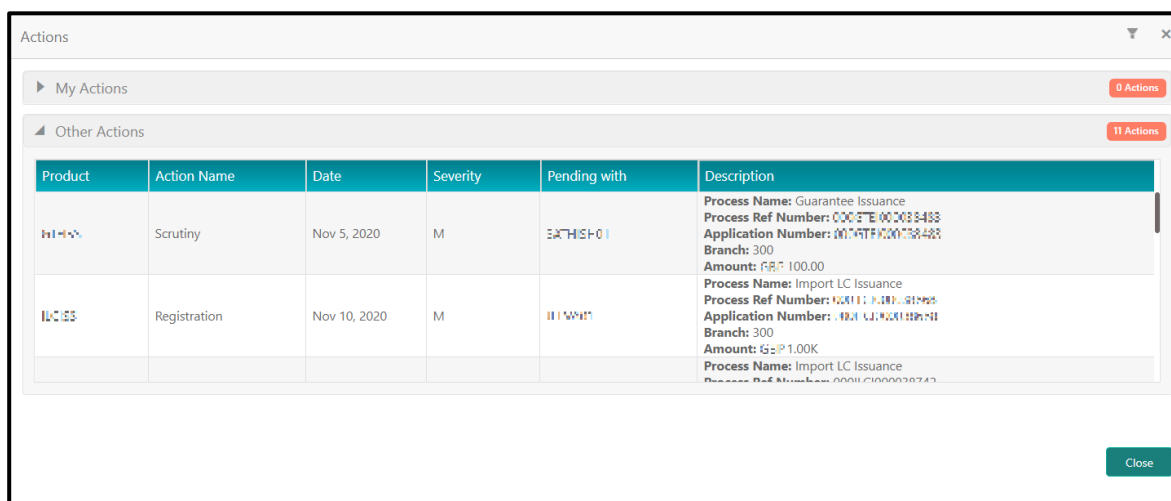 Actions
My Actions
0 Actions
Other Actions
11 Actions
Product Action Name Date Severity Pending with Description
Process Name: Guarantee Issuance
Process Ref Number:
Scrutiny Nov 5, 2020 M
Application Number:
Branch: 300
Amount: 100.00
Process Name: Import LC Issuance
Process Ref Number:
Registration Nov 10, 2020 M
Application Number:
Branch: 300
Amount: 1.00K
Process Name: Import LC Issuance
Process Ref Number:
Close